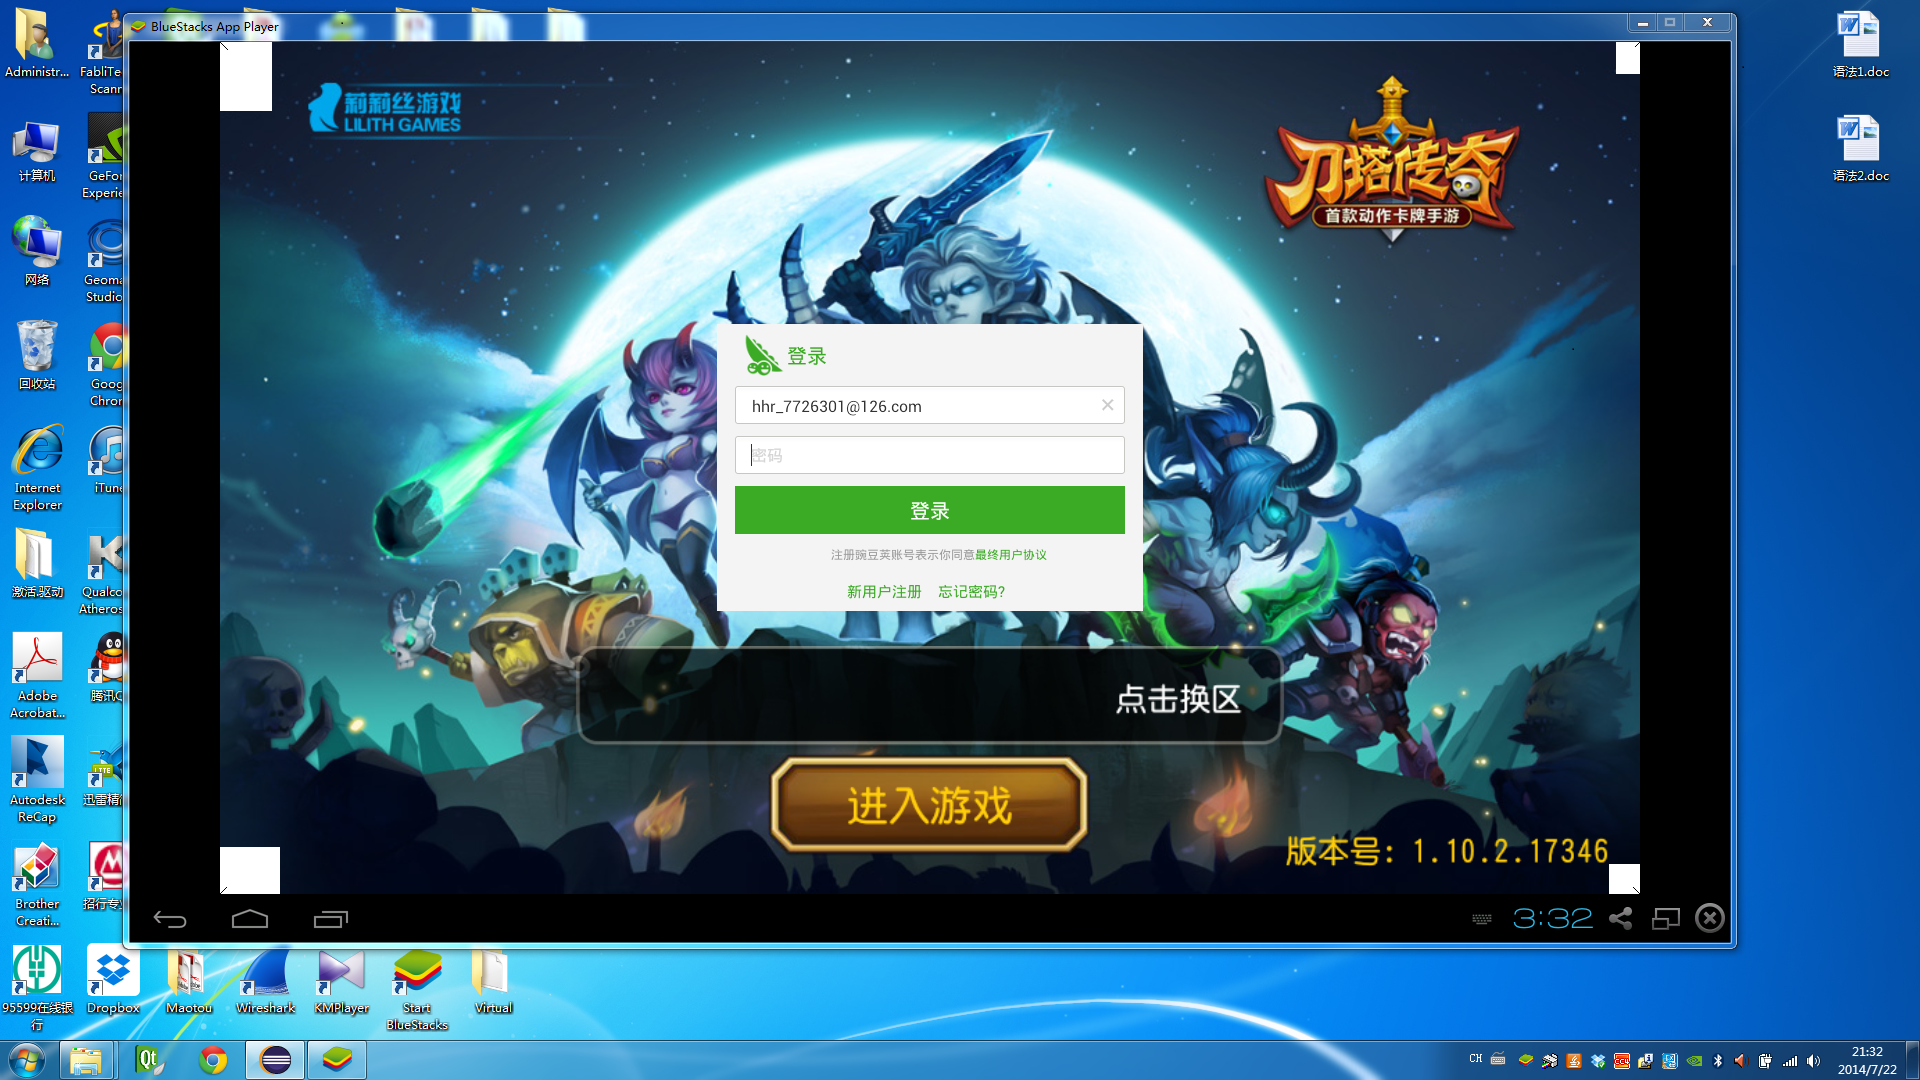 BlueStacks App Player
Administr...
FabliTe
Scanr
计算机
GeFor
Experie
网络
Geoma
Studio
回收站
Goog
Chron
Internet
Explorer
iTune
激活.驱动
Qualco
Atheros
Adobe
Acrobat...
腾讯Q
Autodesk
ReCap
迅雷精
Brother
Creati...
招行专
95599在线银
行
Dropbox
Maotou
Wireshark
KMPlayer
Start
BlueStacks
Virtual
语法1.doc
语法2.doc
莉莉丝游戏
LILITH GAMES
刀塔传奇
首款动作卡牌手游
登录
hhr_7726301@126.com
密码
登录
注册豌豆荚账号表示你同意最终用户协议
新用户注册 忘记密码?
点击换区
进入游戏
版本号: 1.10.2.17346
3:32
CH
21:32
2014/7/22